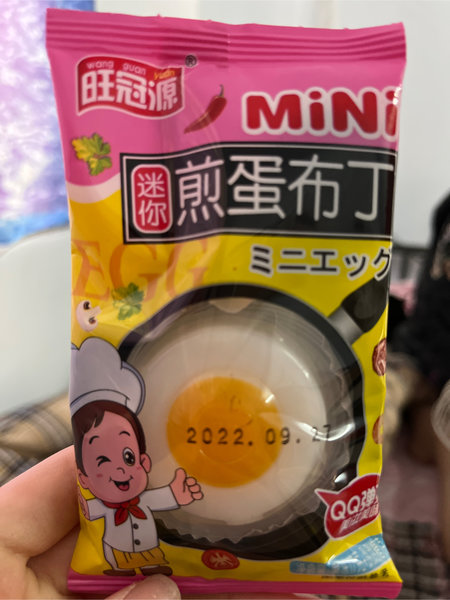 wang guan yuan
旺冠源®
MiNi
迷你 煎蛋布丁
ミニエッグ
EGG
2022.09.27
QQ弹